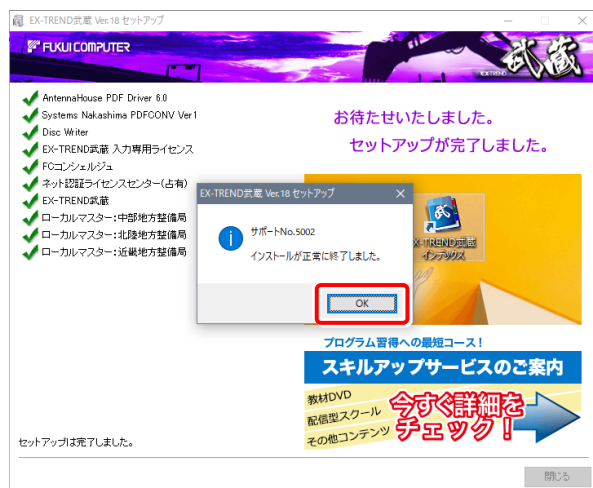 EX-TREND武蔵 Ver.18 セットアップ
FUKUI COMPUTER
EXTREND 武蔵
AntennaHouse PDF Driver 6.0
Systems Nakashima PDFCONV Ver1
Disc Writer
EX-TREND武蔵 入力専用ライセンス
FCコンシェルジュ
ネット認証ライセンスセンター(占有)
EX-TREND武蔵
ローカルマスター:中部地方整備局
ローカルマスター:北陸地方整備局
ローカルマスター:近畿地方整備局
お待たせいたしました。
セットアップが完了しました。
EX-TREND武蔵 Ver.18 セットアップ
サポートNo.5002
インストールが正常に終了しました。
OK
X-TREND武蔵
インデックス
プログラム習得への最短コース!
スキルアップサービスのご案内
教材DVD
配信型スクール
その他コンテンツ
今すぐ詳細を
チェック!
セットアップは完了しました。
閉じる